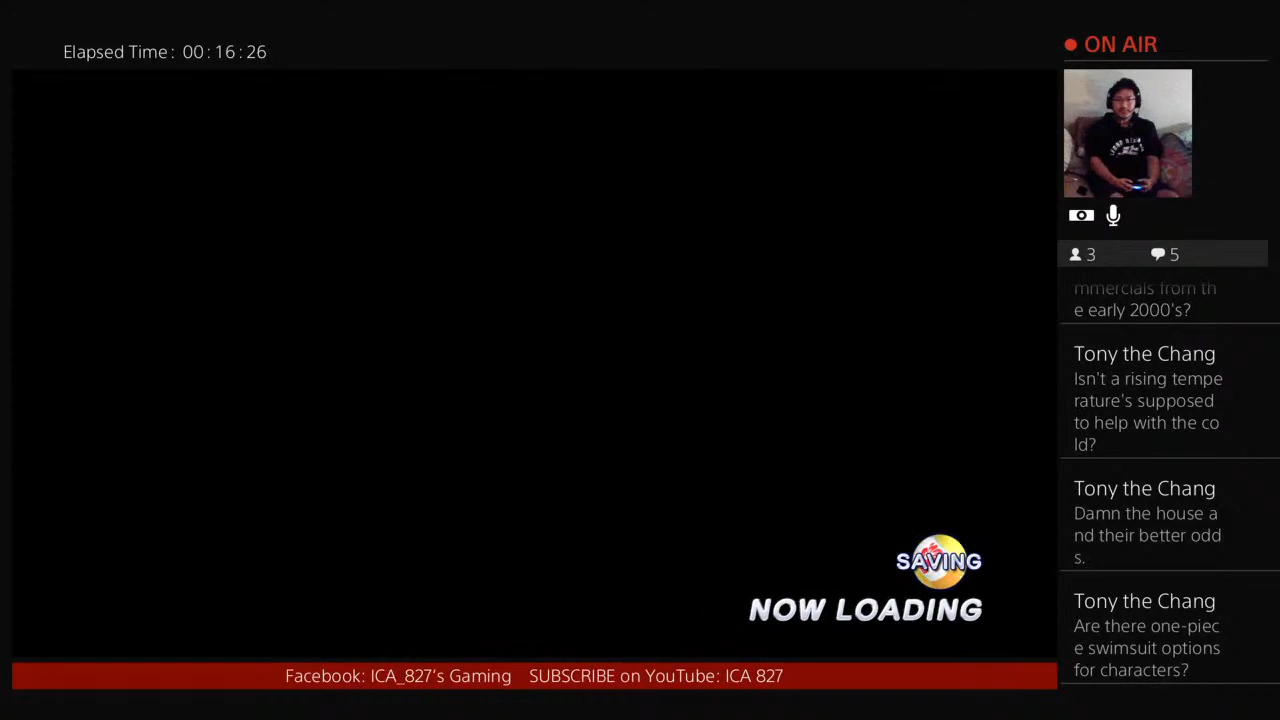 Elapsed Time: 00:16:26
ON AIR
3 5
mmercials from th
e early 2000's?
Tony the Chang
Isn't a rising tempe
rature's supposed
to help with the co
ld?
Tony the Chang
Damn the house a
nd their better odd
s.
Tony the Chang
Are there one-piec
e swimsuit options
for characters?
SAVING
NOW LOADING
Facebook: ICA_827's Gaming SUBSCRIBE on YouTube: ICA 827